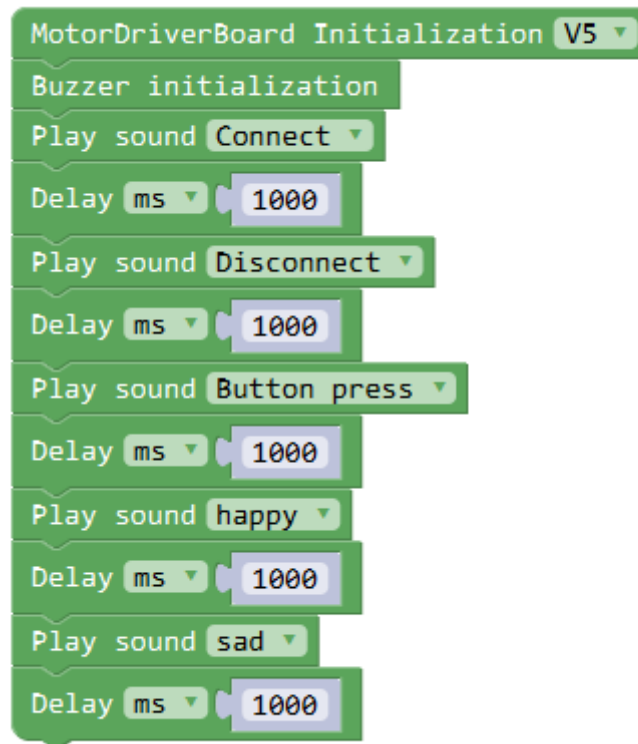 MotorDriverBoard Initialization V5
Buzzer initialization
Play sound Connect
Delay ms 1000
Play sound Disconnect
Delay ms 1000
Play sound Button press
Delay ms 1000
Play sound happy
Delay ms 1000
Play sound sad
Delay ms 1000